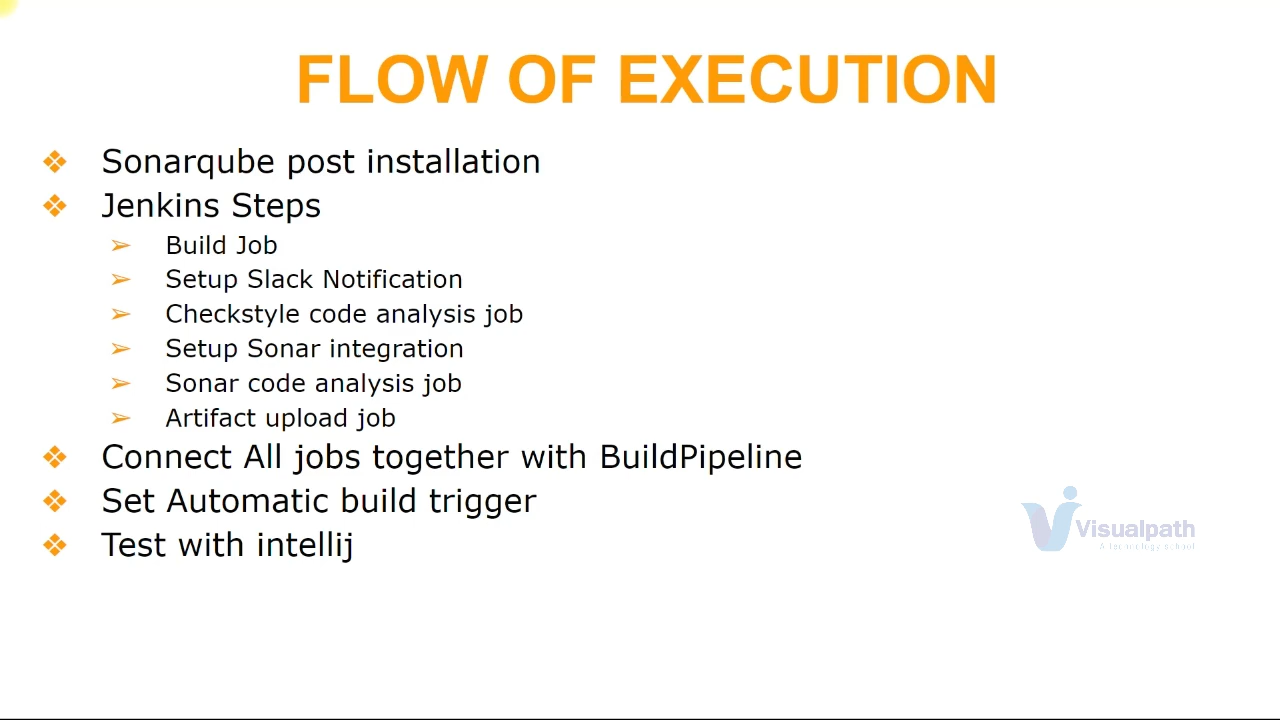 FLOW OF EXECUTION
❖ Sonarqube post installation
❖ Jenkins Steps
➢ Build Job
➢ Setup Slack Notification
➢ Checkstyle code analysis job
➢ Setup Sonar integration
➢ Sonar code analysis job
➢ Artifact upload job
❖ Connect All jobs together with BuildPipeline
❖ Set Automatic build trigger
❖ Test with intellij
Visualpath
A technology school